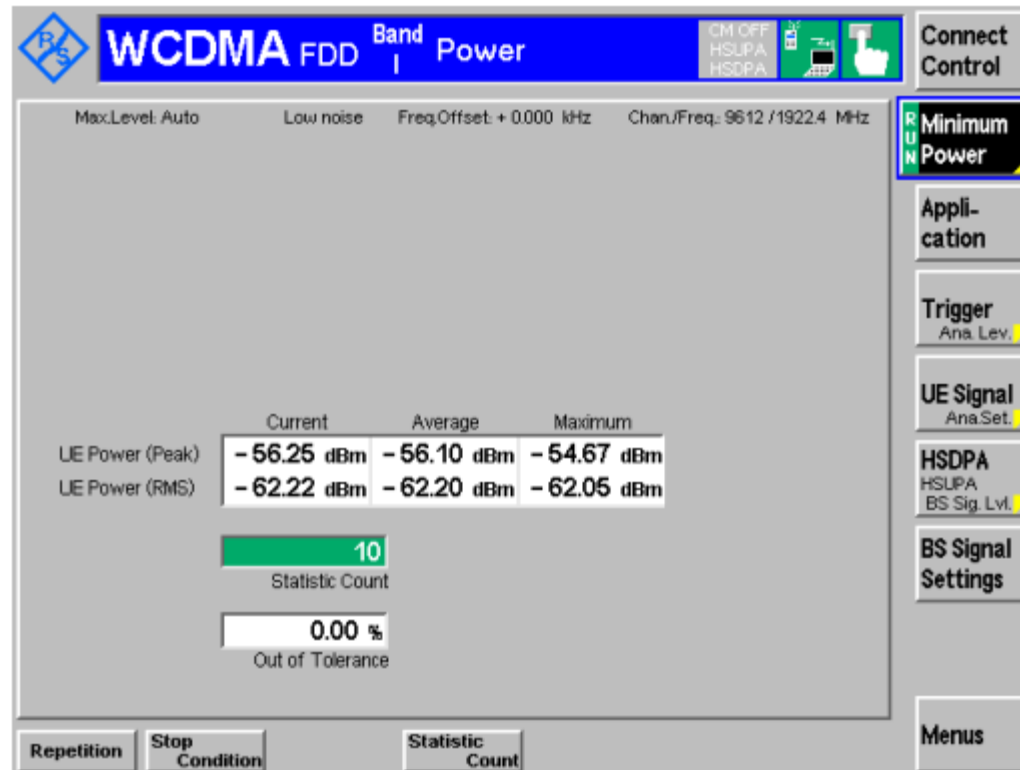 R&S
WCDMA FDD Band I Power
CM OFF
HSUPA
HSDPA
Connect Control
Max.Level: Auto Low noise Freq.Offset: + 0.000 kHz Chan./Freq.: 9612 / 1922.4 MHz
RUN
Minimum Power
Appli-
cation
Trigger
Ana. Lev.
UE Signal
Ana.Set.
Current Average Maximum
UE Power (Peak) - 56.25 dBm - 56.10 dBm - 54.67 dBm
UE Power (RMS) - 62.22 dBm - 62.20 dBm - 62.05 dBm
HSDPA
HSUPA
BS Sig. Lvl.
10
Statistic Count
BS Signal
Settings
0.00 %
Out of Tolerance
Repetition
Stop Condition
Statistic Count
Menus